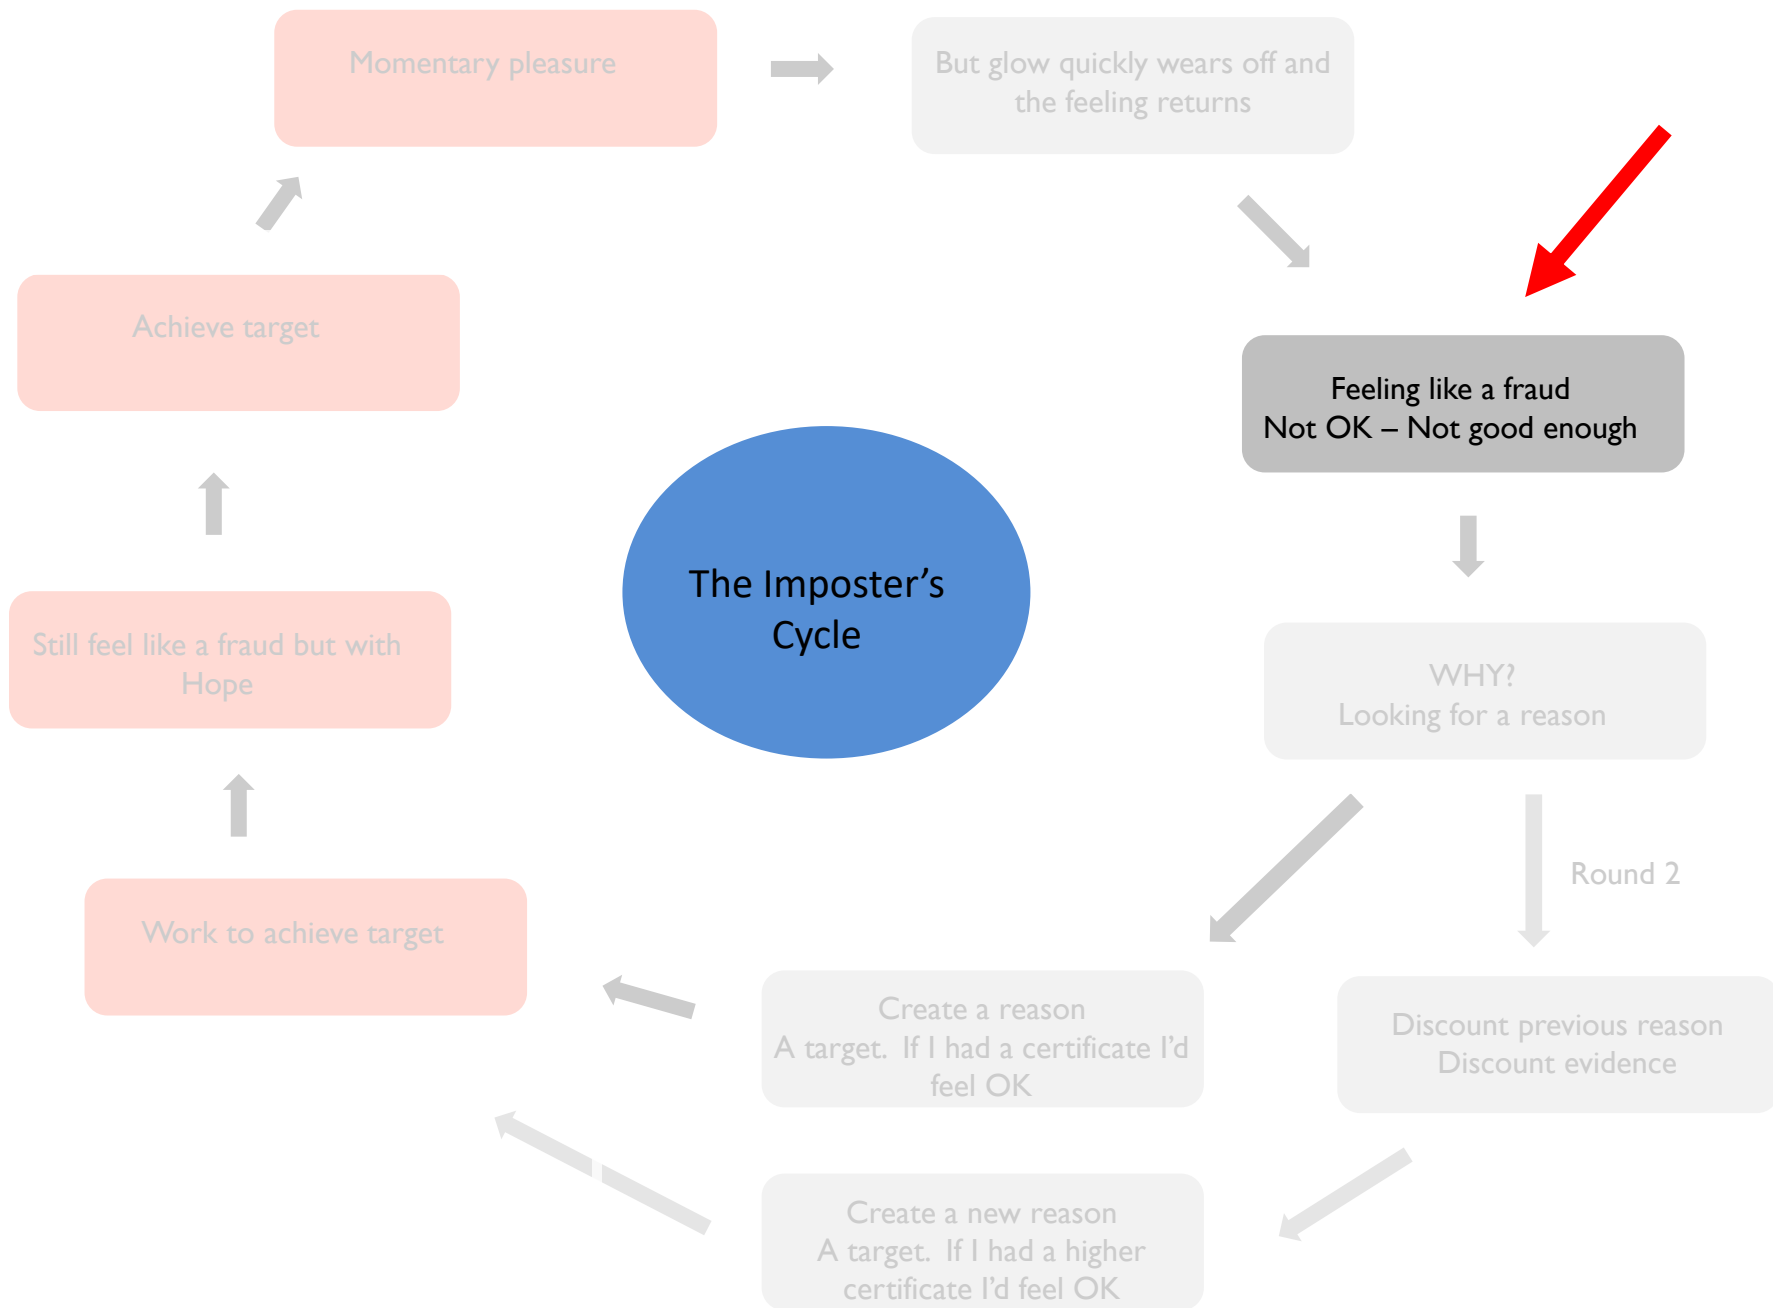 Momentary pleasure
But glow quickly wears off and
the feeling returns
Achieve target
Feeling like a fraud
Not OK – Not good enough
The Imposter’s
Cycle
Still feel like a fraud but with
Hope
WHY?
Looking for a reason
Round 2
Work to achieve target
Create a reason
A target.  If I had a certificate I’d
feel OK
Discount previous reason
Discount evidence
Create a new reason
A target.  If I had a higher
certificate I’d feel OK